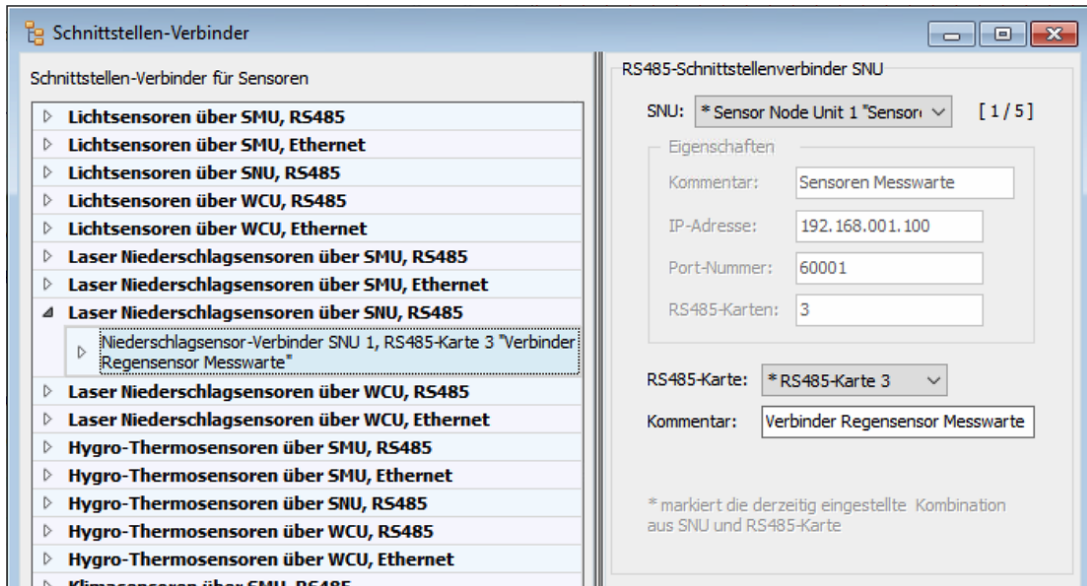 Schnittstellen-Verbinder
Schnittstellen-Verbinder für Sensoren
Lichtsensoren über SMU, RS485
Lichtsensoren über SMU, Ethernet
Lichtsensoren über SNU, RS485
Lichtsensoren über WCU, RS485
Lichtsensoren über WCU, Ethernet
Laser Niederschlagsensoren über SMU, RS485
Laser Niederschlagsensoren über SMU, Ethernet
Laser Niederschlagsensoren über SNU, RS485
Niederschlagsensor-Verbinder SNU 1, RS485-Karte 3 "Verbinder
Regensensor Messwarte"
Laser Niederschlagsensoren über WCU, RS485
Laser Niederschlagsensoren über WCU, Ethernet
Hygro-Thermosensoren über SMU, RS485
Hygro-Thermosensoren über SMU, Ethernet
Hygro-Thermosensoren über SNU, RS485
Hygro-Thermosensoren über WCU, RS485
Hygro-Thermosensoren über WCU, Ethernet
Klimasensoren über SMU, RS485
RS485-Schnittstellenverbinder SNU
SNU: * Sensor Node Unit 1 "Sensor [ 1 / 5 ]
Eigenschaften
Kommentar: Sensoren Messwarte
IP-Adresse: 192.168.001.100
Port-Nummer: 60001
RS485-Karten: 3
RS485-Karte: * RS485-Karte 3
Kommentar: Verbinder Regensensor Messwarte
* markiert die derzeitig eingestellte Kombination
aus SNU und RS485-Karte